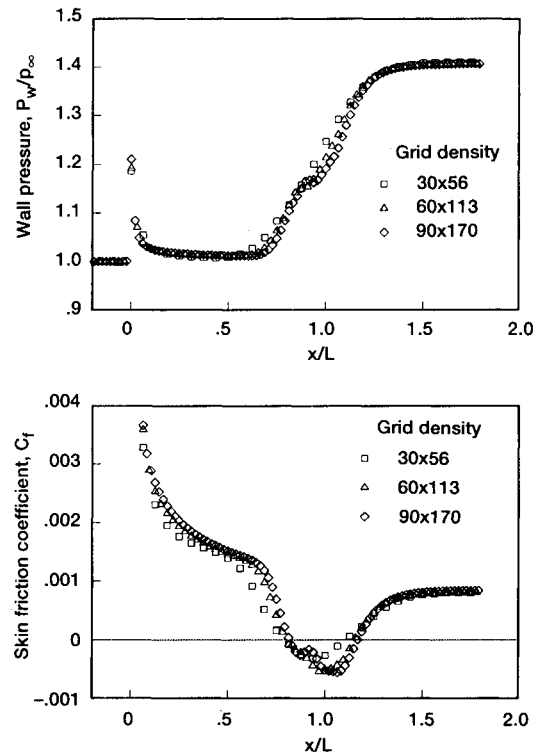 1.5
1.4
1.3
1.2
1.1
1.0
.9
Wall pressure, P_w/p_∞
Grid density
30x56
60x113
90x170
0 .5 1.0 1.5 2.0
x/L
.004
.003
.002
.001
0
-.001
Skin friction coefficient, C_f
Grid density
30x56
60x113
90x170
0 .5 1.0 1.5 2.0
x/L